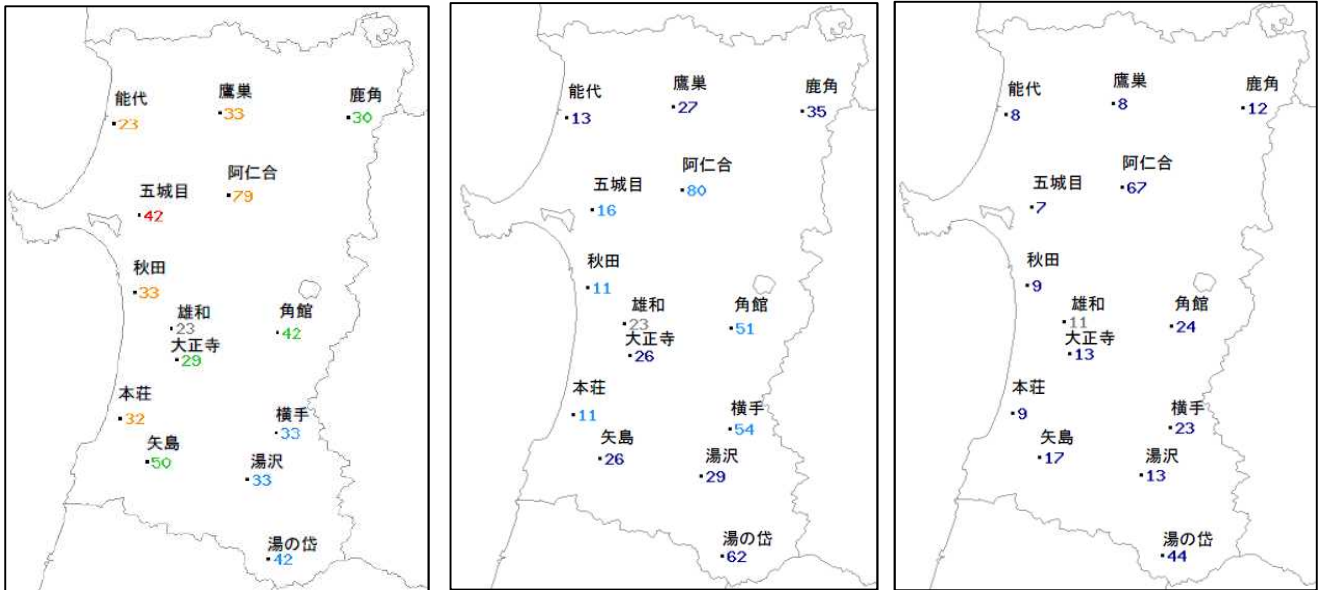 能代
23
鷹巣
33
鹿角
30
五城目
42
阿仁合
79
秋田
33
雄和
23
角館
42
大正寺
29
本荘
32
横手
33
矢島
50
湯沢
33
湯の岱
42
能代
13
鷹巣
27
鹿角
35
五城目
16
阿仁合
80
秋田
11
雄和
23
角館
51
大正寺
26
本荘
11
横手
54
矢島
26
湯沢
29
湯の岱
62
能代
8
鷹巣
8
鹿角
12
五城目
7
阿仁合
67
秋田
9
雄和
11
角館
24
大正寺
13
本荘
9
横手
23
矢島
17
湯沢
13
湯の岱
44